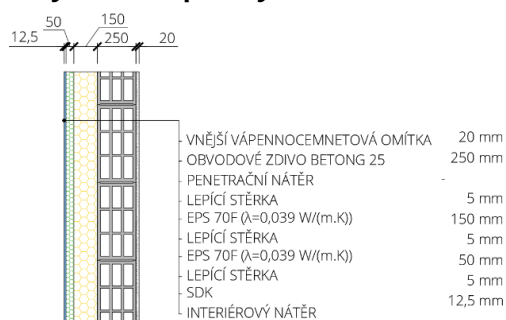 50 150
12,5 250 20
VNĚJŠÍ VÁPENNOCEMNETOVÁ OMÍTKA 20 mm
OBVODOVÉ ZDIVO BETONG 25 250 mm
PENETRAČNÍ NÁTĚR -
LEPÍCÍ STĚRKA 5 mm
EPS 70F (λ=0,039 W/(m.K)) 150 mm
LEPÍCÍ STĚRKA 5 mm
EPS 70F (λ=0,039 W/(m.K)) 50 mm
LEPÍCÍ STĚRKA 5 mm
SDK 12,5 mm
INTERIÉROVÝ NÁTĚR